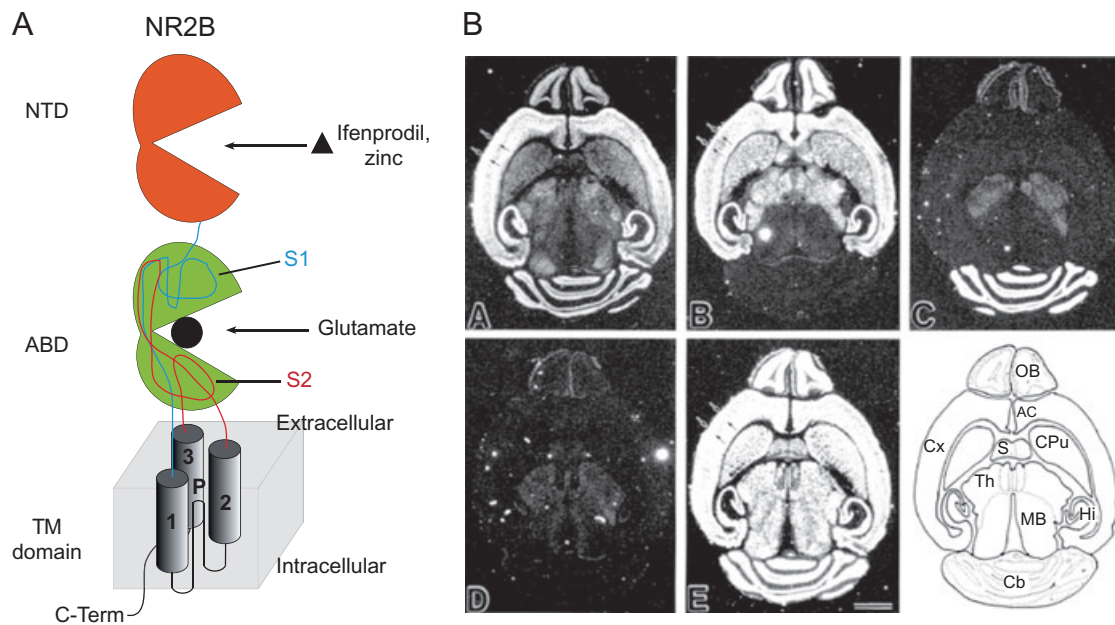 A
NR2B
NTD
Ifenprodil,
zinc
S1
Glutamate
ABD
S2
Extracellular
3
P
2
1
TM
domain
Intracellular
C-Term
B
A
B
C
D
E
OB
AC
Cx
S
CPu
Th
MB
Hi
Cb